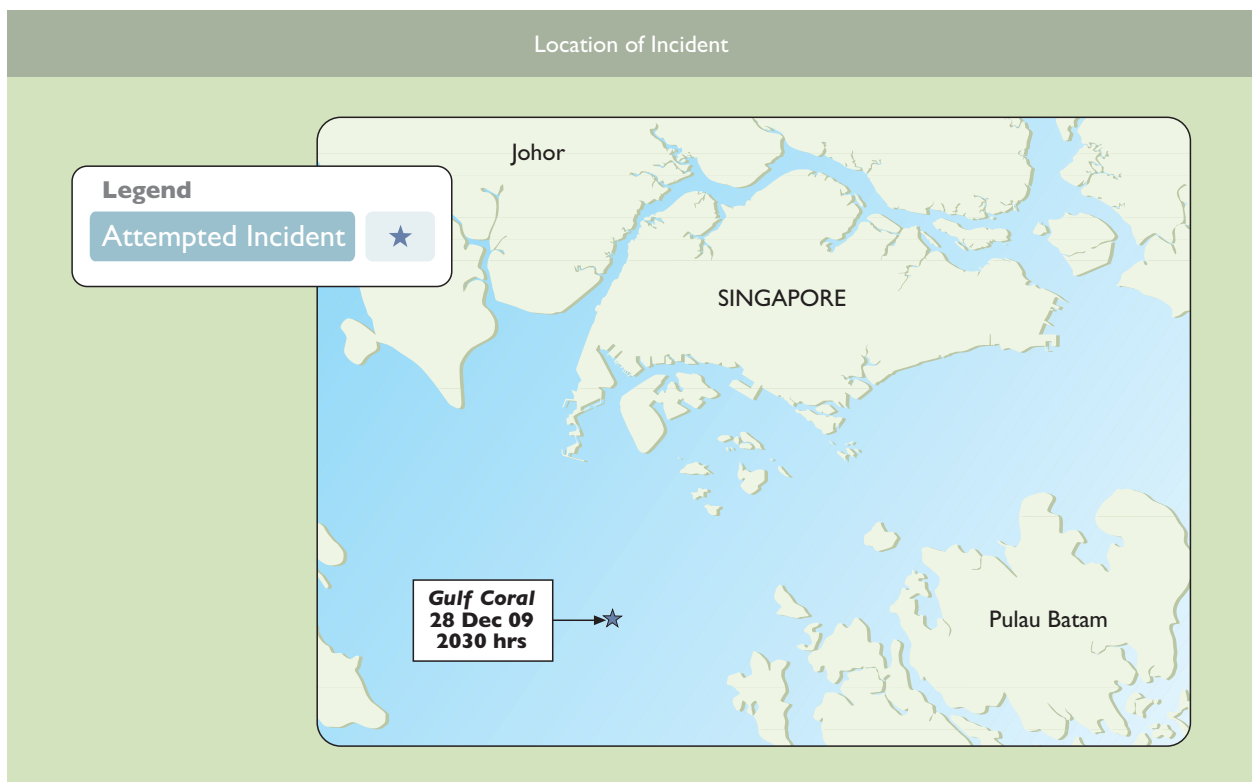 Location of Incident
Johor
Legend
Attempted Incident
SINGAPORE
Gulf Coral
28 Dec 09
2030 hrs
Pulau Batam